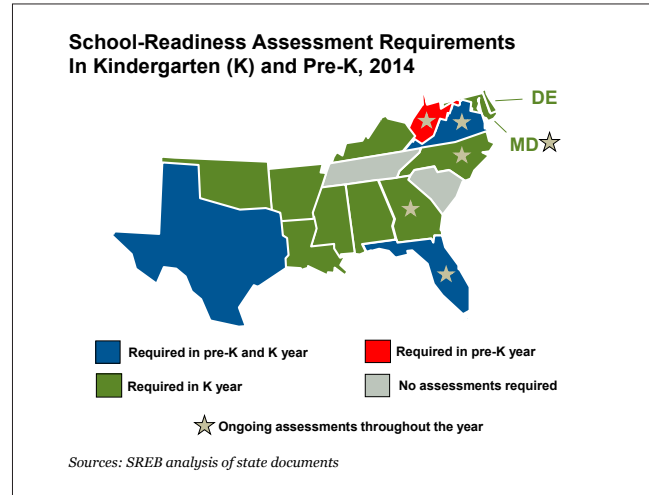 School-Readiness Assessment Requirements
In Kindergarten (K) and Pre-K, 2014
DE
MD
Required in pre-K and K year
Required in pre-K year
Required in K year
No assessments required
Ongoing assessments throughout the year
Sources: SREB analysis of state documents